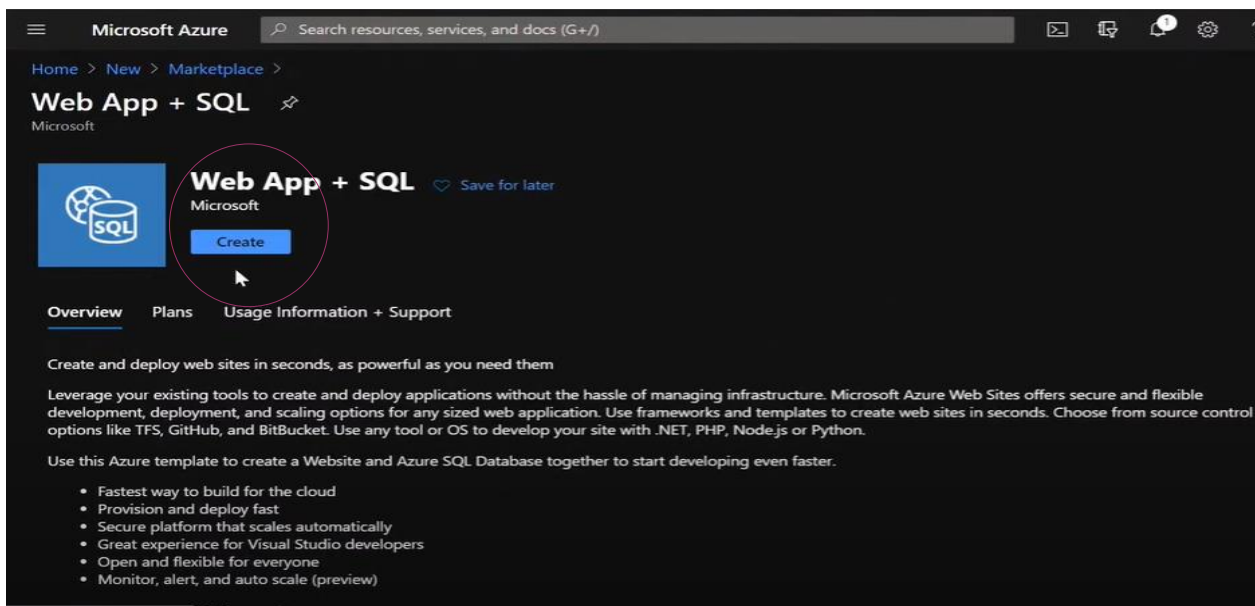 Microsoft Azure
Search resources, services, and docs (G+/)
1
Home > New > Marketplace >
Web App + SQL
Microsoft
SQL
Web App + SQL
Save for later
Microsoft
Create
Overview Plans Usage Information + Support
Create and deploy web sites in seconds, as powerful as you need them
Leverage your existing tools to create and deploy applications without the hassle of managing infrastructure. Microsoft Azure Web Sites offers secure and flexible
development, deployment, and scaling options for any sized web application. Use frameworks and templates to create web sites in seconds. Choose from source control
options like TFS, GitHub, and BitBucket. Use any tool or OS to develop your site with .NET, PHP, Node.js or Python.
Use this Azure template to create a Website and Azure SQL Database together to start developing even faster.
• Fastest way to build for the cloud
• Provision and deploy fast
• Secure platform that scales automatically
• Great experience for Visual Studio developers
• Open and flexible for everyone
• Monitor, alert, and auto scale (preview)